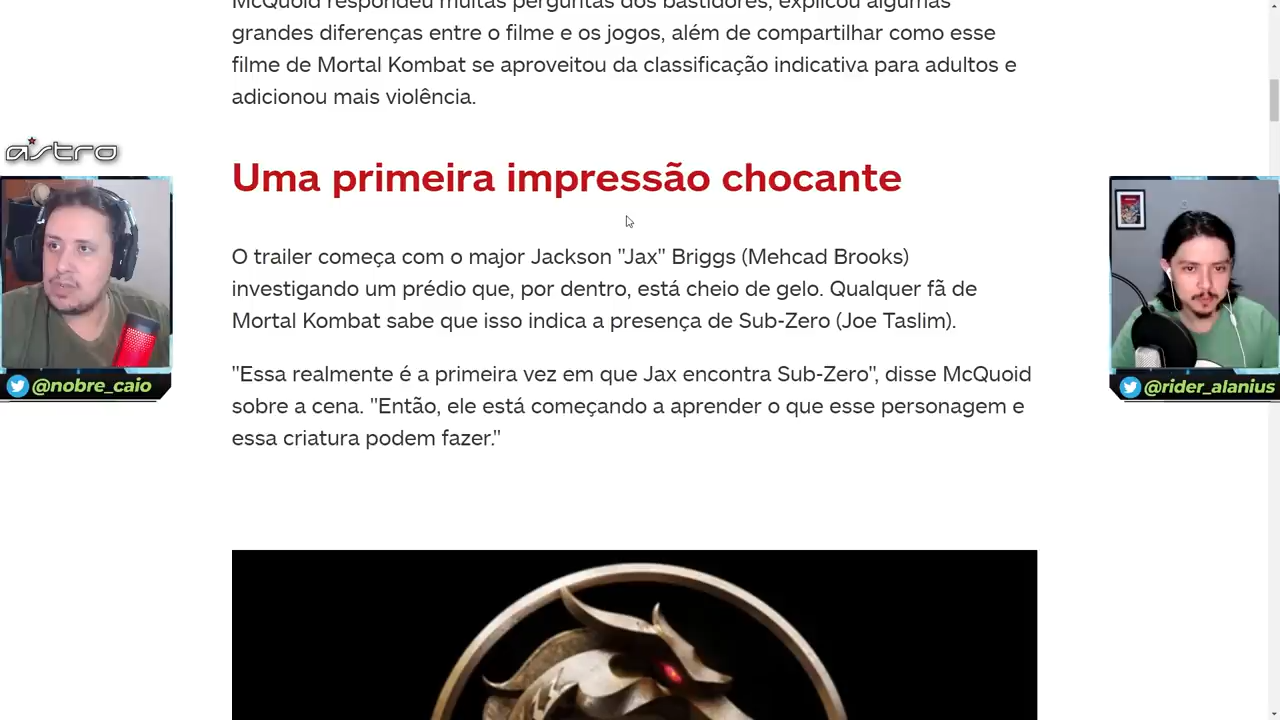 McQuoid respondeu muitas perguntas dos bastidores, explicou algumas
grandes diferenças entre o filme e os jogos, além de compartilhar como esse
filme de Mortal Kombat se aproveitou da classificação indicativa para adultos e
adicionou mais violência.
astro
Uma primeira impressão chocante
O trailer começa com o major Jackson "Jax" Briggs (Mehcad Brooks)
investigando um prédio que, por dentro, está cheio de gelo. Qualquer fã de
Mortal Kombat sabe que isso indica a presença de Sub-Zero (Joe Taslim).
"Essa realmente é a primeira vez em que Jax encontra Sub-Zero", disse McQuoid
sobre a cena. "Então, ele está começando a aprender o que esse personagem e
essa criatura podem fazer."
@nobre_caio
@rider_alanius